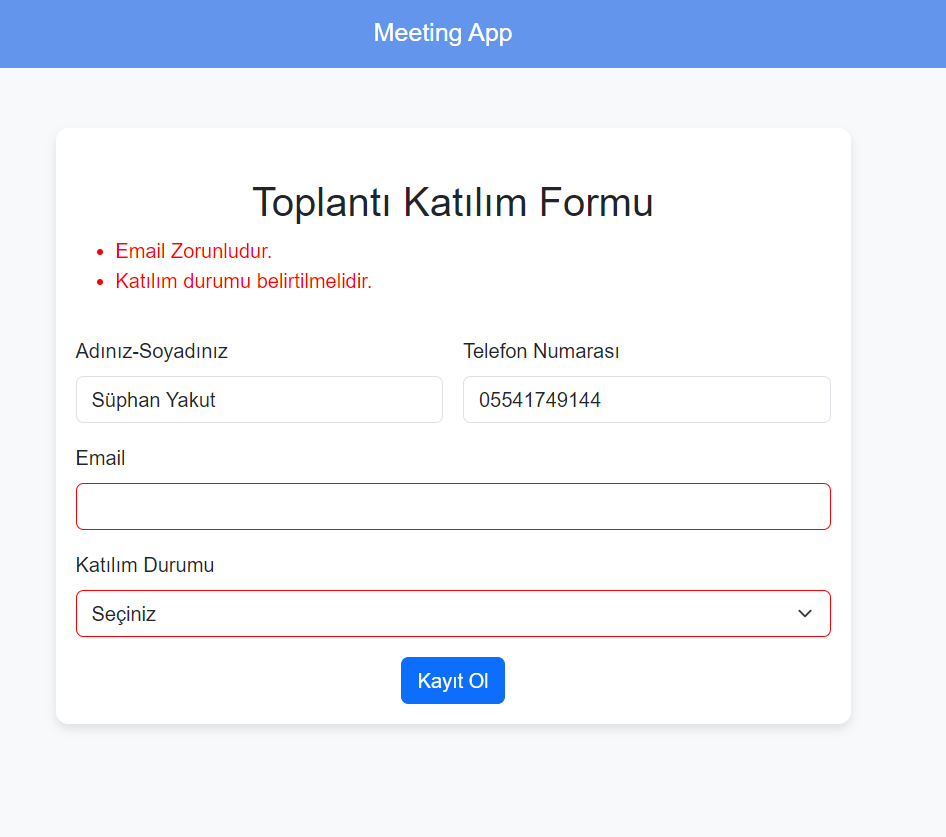 Meeting App
Toplantı Katılım Formu
Email Zorunludur.
Katılım durumu belirtilmelidir.
Adınız-Soyadınız
Telefon Numarası
Süphan Yakut
05541749144
Email
Katılım Durumu
Seçiniz
Kayıt Ol